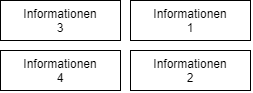 Informationen
3
Informationen
1
Informationen
4
Informationen
2